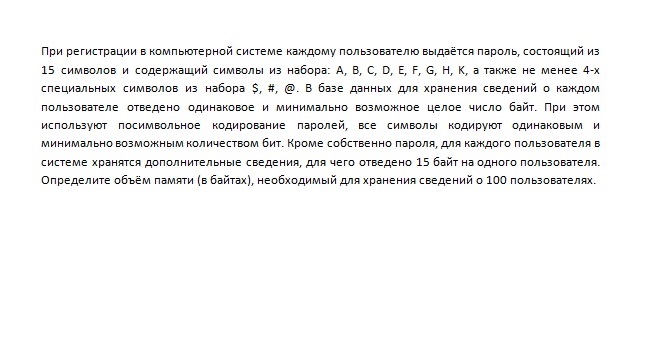 При регистрации в компьютерной системе каждому пользователю выдаётся пароль, состоящий из
15 символов и содержащий символы из набора: A, B, C, D, E, F, G, H, K, а также не менее 4-х
специальных символов из набора $, #, @. В базе данных для хранения сведений о каждом
пользователе отведено одинаковое и минимально возможное целое число байт. При этом
используют посимвольное кодирование паролей, все символы кодируют одинаковым и
минимально возможным количеством бит. Кроме собственно пароля, для каждого пользователя в
системе хранятся дополнительные сведения, для чего отведено 15 байт на одного пользователя.
Определите объём памяти (в байтах), необходимый для хранения сведений о 100 пользователях.